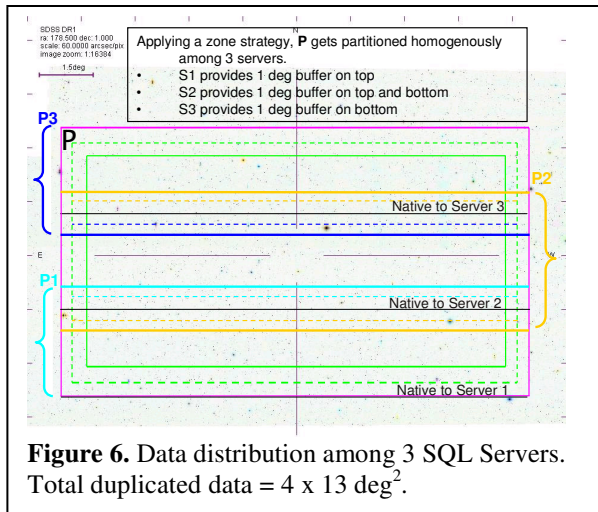 SDSS DR1
ra: 178.500 dec: 1.000
scale: 60.0000 arcsec/pix
image zoom: 1:16384
1.5deg
N
Applying a zone strategy, P gets partitioned homogenously
among 3 servers.
• S1 provides 1 deg buffer on top
• S2 provides 1 deg buffer on top and bottom
• S3 provides 1 deg buffer on bottom
P3
P
P2
Native to Server 3
E
W
P1
Native to Server 2
Native to Server 1
Figure 6. Data distribution among 3 SQL Servers.
Total duplicated data = 4 x 13 deg².